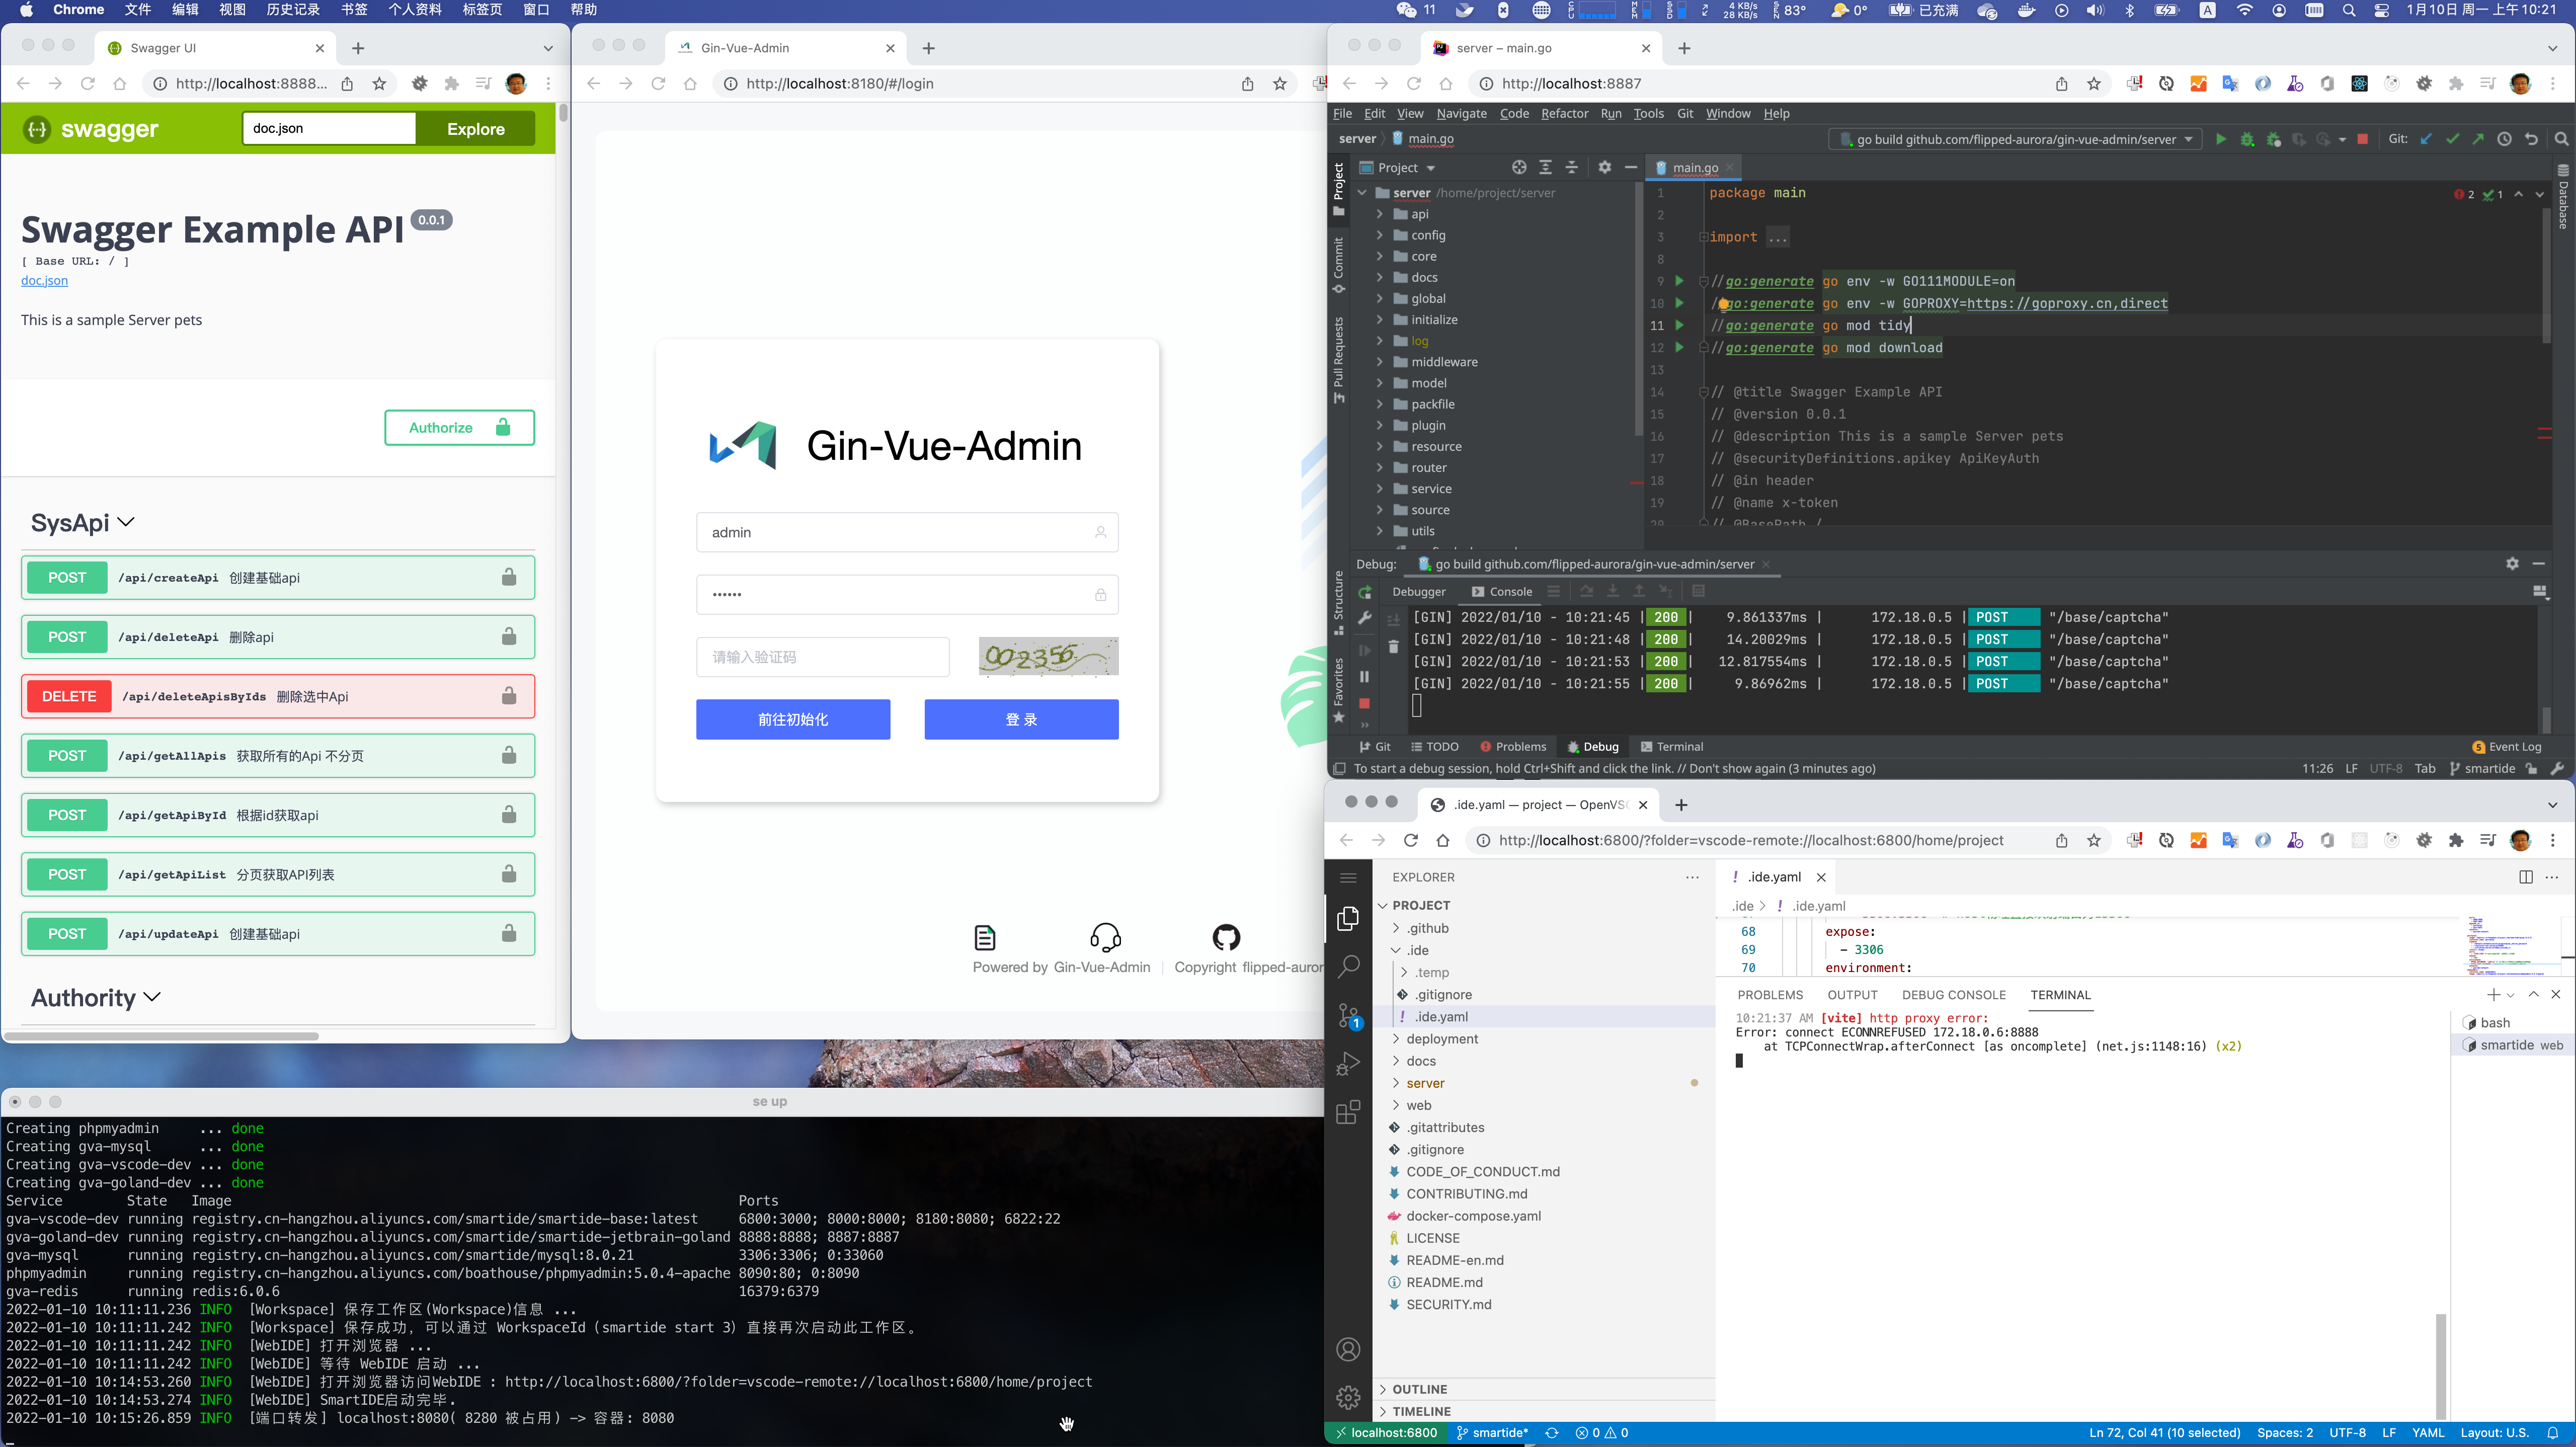 Chrome 文件 编辑 视图 历史记录 书签 个人资料 标签页 窗口 帮助
11 4 KB/s 28 KB/s 83° 0° 已充满 A 1月10日 周一 上午10:21
Swagger UI
http://localhost:8888...
swagger
doc.json
Explore
Swagger Example API 0.0.1
[ Base URL: / ]
doc.json
This is a sample Server pets
Authorize
SysApi
POST /api/createApi 创建基础api
POST /api/deleteApi 删除api
DELETE /api/deleteApisByIds 删除选中Api
POST /api/getAllApis 获取所有的Api 不分页
POST /api/getApiById 根据id获取api
POST /api/getApiList 分页获取API列表
POST /api/updateApi 创建基础api
Authority
Gin-Vue-Admin
http://localhost:8180/#/login
Gin-Vue-Admin
admin
••••••
请输入验证码
002356
前往初始化
登 录
Powered by Gin-Vue-Admin
Copyright flipped-auror
server – main.go
http://localhost:8887
File Edit View Navigate Code Refactor Run Tools Git Window Help
server main.go
go build github.com/flipped-aurora/gin-vue-admin/server
Git:
Project
main.go
Project
Commit
Pull Requests
Structure
Favorites
Database
server /home/project/server
api
config
core
docs
global
initialize
log
middleware
model
packfile
plugin
resource
router
service
source
utils
2 1
1 package main
2
3 import ...
8
9 //go:generate go env -w GO111MODULE=on
10 //go:generate go env -w GOPROXY=https://goproxy.cn,direct
11 //go:generate go mod tidy
12 //go:generate go mod download
13
14 // @title Swagger Example API
15 // @version 0.0.1
16 // @description This is a sample Server pets
17 // @securityDefinitions.apikey ApiKeyAuth
18 // @in header
19 // @name x-token
20 // @BasePath /
Debug: go build github.com/flipped-aurora/gin-vue-admin/server
Debugger Console
[GIN] 2022/01/10 - 10:21:45 | 200 | 9.861337ms | 172.18.0.5 | POST "/base/captcha"
[GIN] 2022/01/10 - 10:21:48 | 200 | 14.20029ms | 172.18.0.5 | POST "/base/captcha"
[GIN] 2022/01/10 - 10:21:53 | 200 | 12.817554ms | 172.18.0.5 | POST "/base/captcha"
[GIN] 2022/01/10 - 10:21:55 | 200 | 9.86962ms | 172.18.0.5 | POST "/base/captcha"
Git TODO Problems Debug Terminal 5 Event Log
To start a debug session, hold Ctrl+Shift and click the link. // Don't show again (3 minutes ago)
11:26 LF UTF-8 Tab smartide
.ide.yaml — project — OpenVSC
http://localhost:6800/?folder=vscode-remote://localhost:6800/home/project
EXPLORER
PROJECT
.github
.ide
.temp
.gitignore
.ide.yaml
deployment
docs
server
web
.gitattributes
.gitignore
CODE_OF_CONDUCT.md
CONTRIBUTING.md
docker-compose.yaml
LICENSE
README-en.md
README.md
SECURITY.md
OUTLINE
TIMELINE
1
.ide.yaml
.ide .ide.yaml
68 expose:
69 - 3306
70 environment:
PROBLEMS OUTPUT DEBUG CONSOLE TERMINAL
10:21:37 AM [vite] http proxy error:
Error: connect ECONNREFUSED 172.18.0.6:8888
at TCPConnectWrap.afterConnect [as oncomplete] (net.js:1148:16) (x2)
bash
smartide web
localhost:6800 smartide* 0 0
Ln 72, Col 41 (10 selected) Spaces: 2 UTF-8 LF YAML Layout: U.S.
se up
Creating phpmyadmin ... done
Creating gva-mysql ... done
Creating gva-vscode-dev ... done
Creating gva-goland-dev ... done
Service State Image Ports
gva-vscode-dev running registry.cn-hangzhou.aliyuncs.com/smartide/smartide-base:latest 6800:3000; 8000:8000; 8180:8080; 6822:22
gva-goland-dev running registry.cn-hangzhou.aliyuncs.com/smartide/smartide-jetbrain-goland 8888:8888; 8887:8887
gva-mysql running registry.cn-hangzhou.aliyuncs.com/smartide/mysql:8.0.21 3306:3306; 0:33060
phpmyadmin running registry.cn-hangzhou.aliyuncs.com/boathouse/phpmyadmin:5.0.4-apache 8090:80; 0:8090
gva-redis running redis:6.0.6 16379:6379
2022-01-10 10:11:11.236 INFO [Workspace] 保存工作区(Workspace)信息 ...
2022-01-10 10:11:11.242 INFO [Workspace] 保存成功，可以通过 WorkspaceId (smartide start 3) 直接再次启动此工作区。
2022-01-10 10:11:11.242 INFO [WebIDE] 打开浏览器 ...
2022-01-10 10:11:11.242 INFO [WebIDE] 等待 WebIDE 启动 ...
2022-01-10 10:14:53.260 INFO [WebIDE] 打开浏览器访问WebIDE : http://localhost:6800/?folder=vscode-remote://localhost:6800/home/project
2022-01-10 10:14:53.274 INFO [WebIDE] SmartIDE启动完毕.
2022-01-10 10:15:26.859 INFO [端口转发] localhost:8080( 8280 被占用) -> 容器: 8080